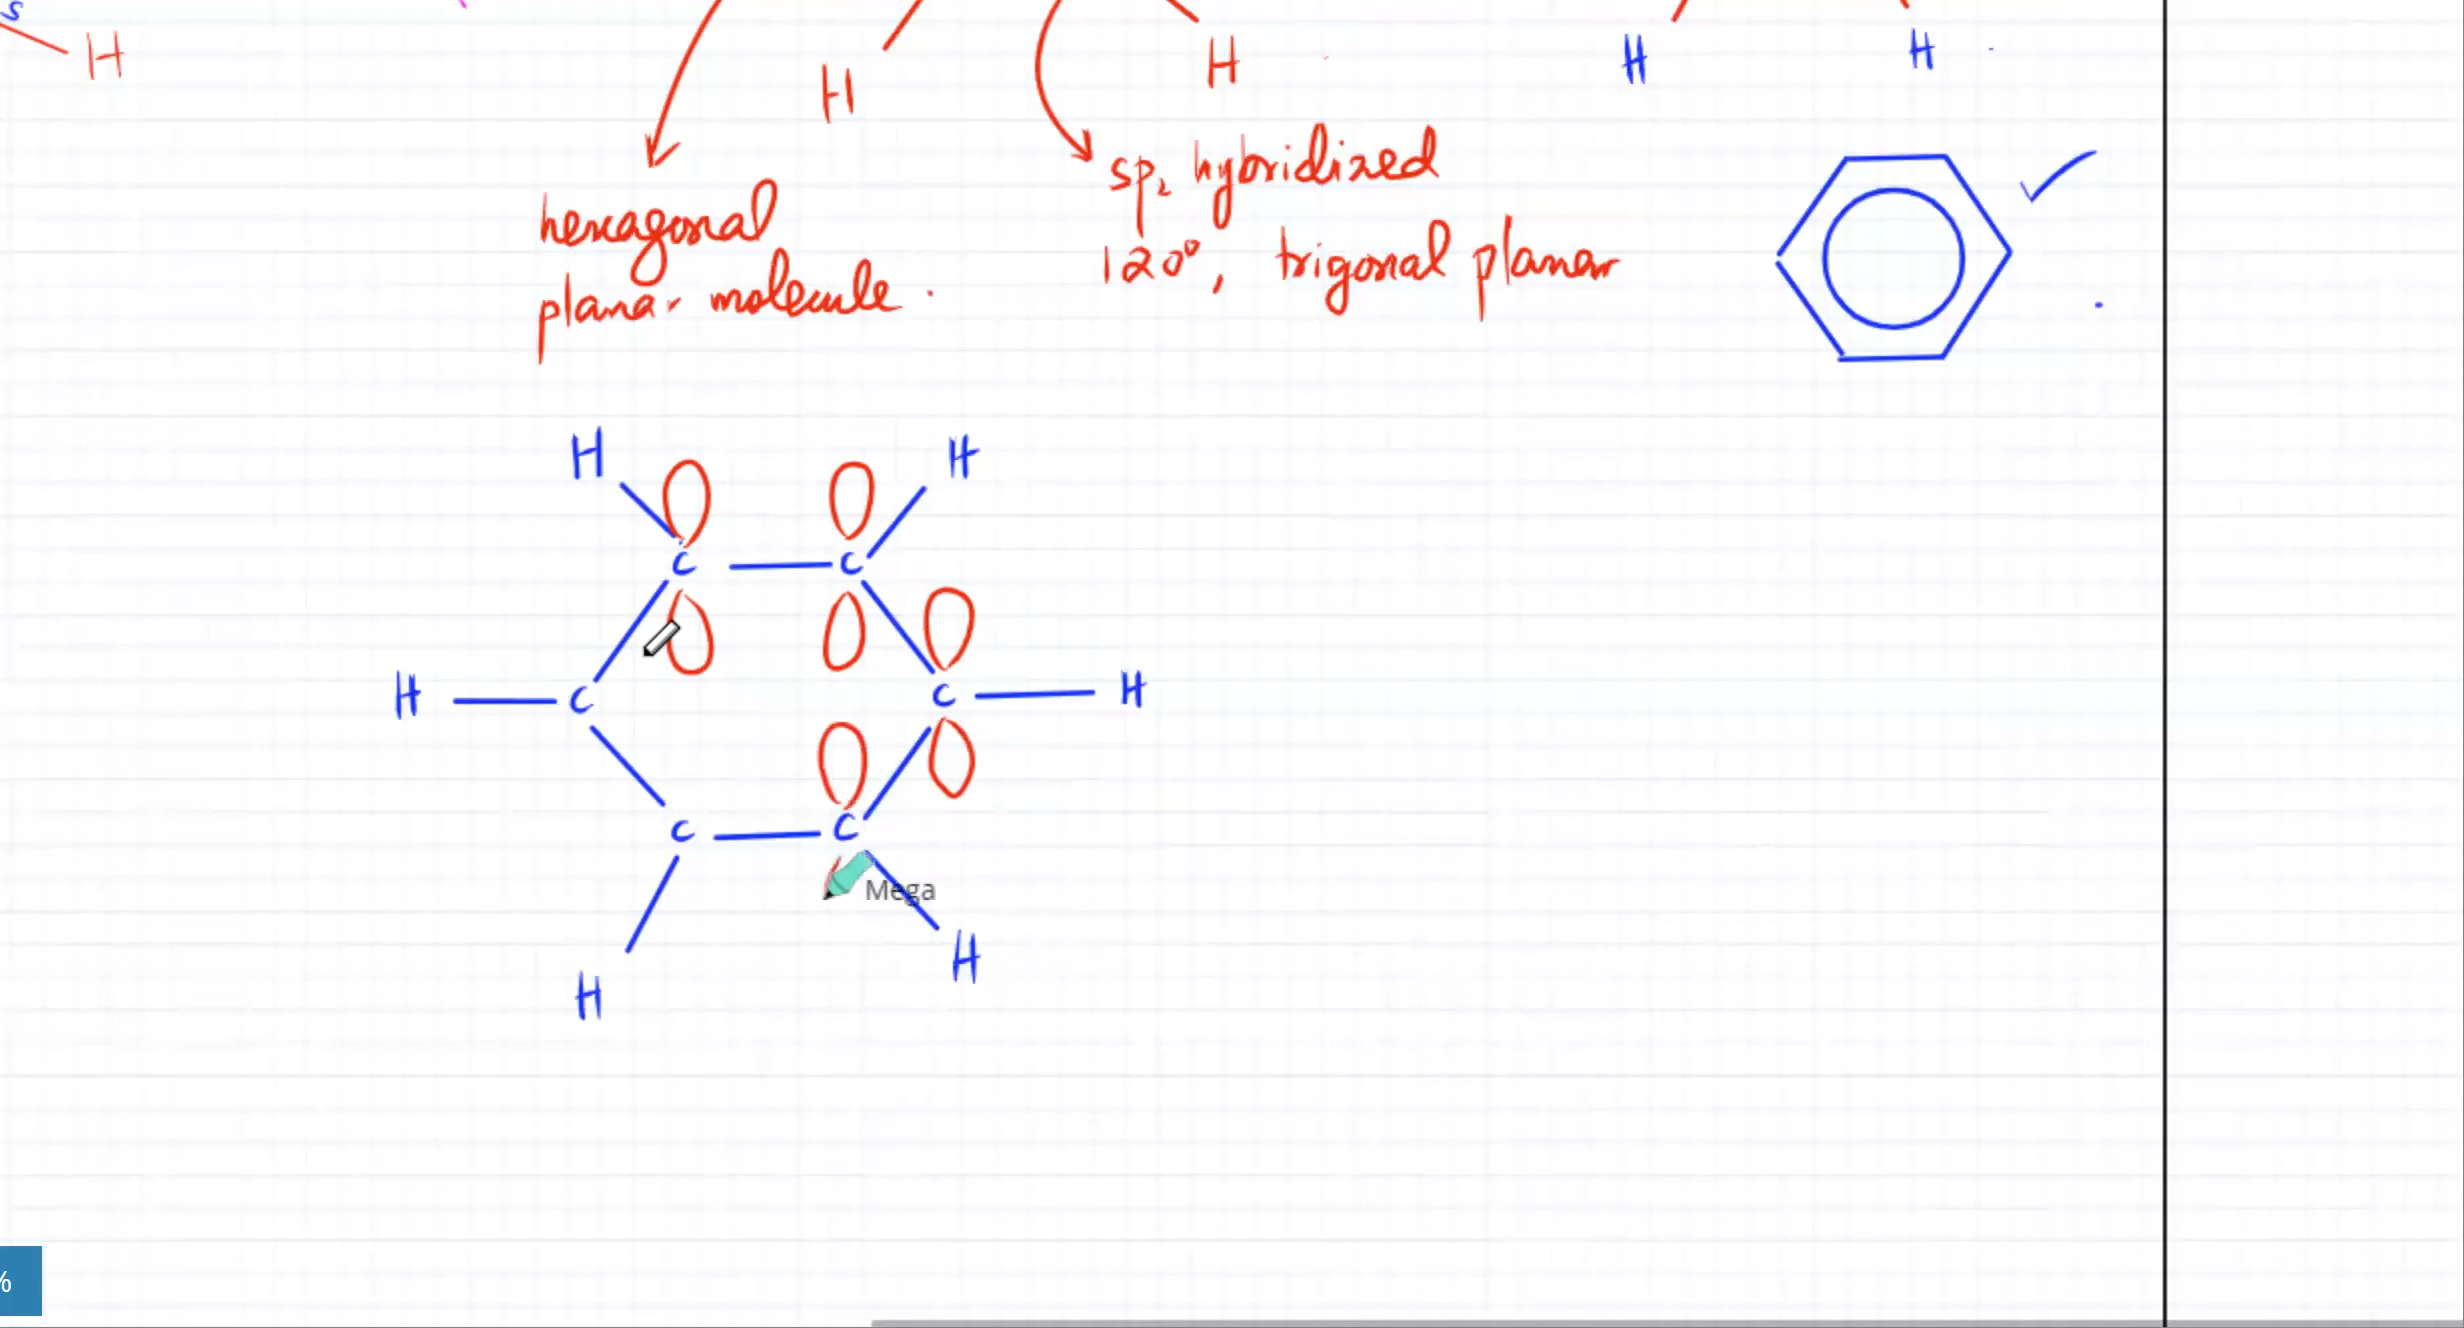 s
H
H
H
H
H
sp₂ hybridized
hexagonal
120°, trigonal planar
planar molecule.
H
H
C
C
H
C
C
H
C
C
Mega
H
H
%